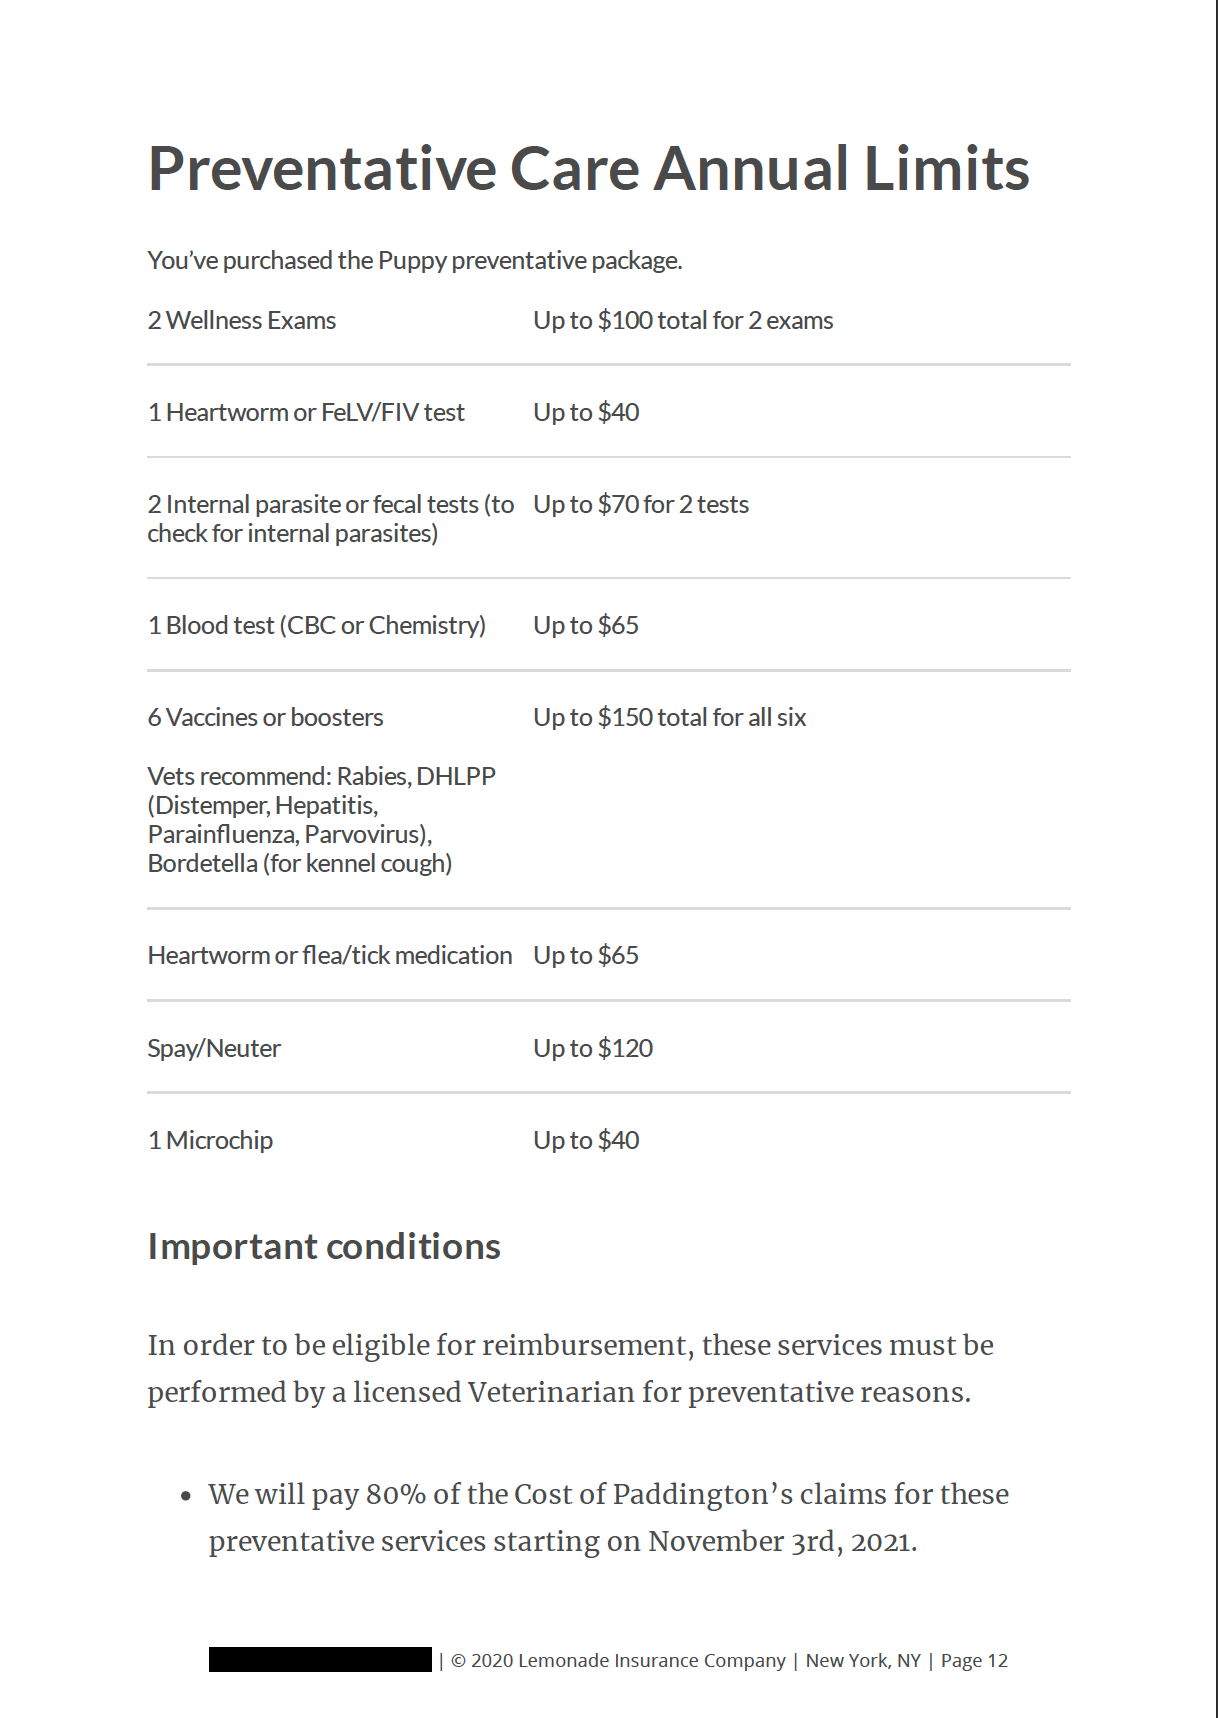 Preventative Care Annual Limits
You’ve purchased the Puppy preventative package.
2 Wellness Exams Up to $100 total for 2 exams
1 Heartworm or FeLV/FIV test Up to $40
2 Internal parasite or fecal tests (to Up to $70 for 2 tests
check for internal parasites)
1 Blood test (CBC or Chemistry) Up to $65
6 Vaccines or boosters Up to $150 total for all six
Vets recommend: Rabies, DHLPP
(Distemper, Hepatitis,
Parainfluenza, Parvovirus),
Bordetella (for kennel cough)
Heartworm or flea/tick medication Up to $65
Spay/Neuter Up to $120
1 Microchip Up to $40
Important conditions
In order to be eligible for reimbursement, these services must be
performed by a licensed Veterinarian for preventative reasons.
• We will pay 80% of the Cost of Paddington’s claims for these
preventative services starting on November 3rd, 2021.
| © 2020 Lemonade Insurance Company | New York, NY | Page 12